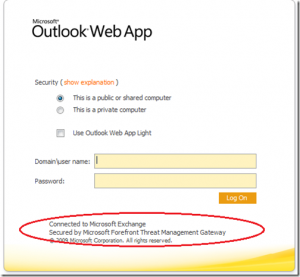 Microsoft®
Outlook Web App
Security ( show explanation )
This is a public or shared computer
This is a private computer
Use Outlook Web App Light
Domain\user name:
Password:
Log On
Connected to Microsoft Exchange
Secured by Microsoft Forefront Threat Management Gateway
© 2009 Microsoft Corporation. All rights reserved.